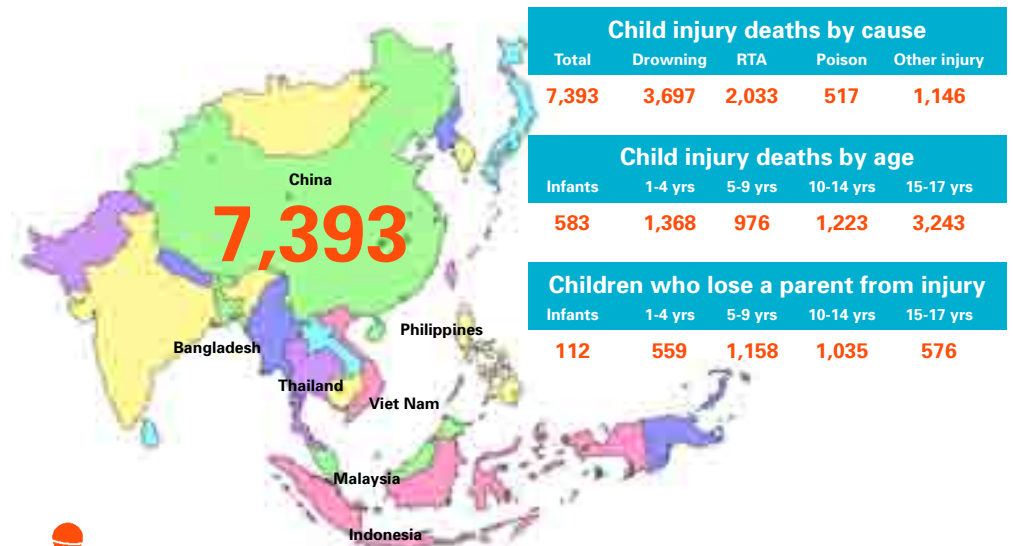 Child injury deaths by cause
Total Drowning RTA Poison Other injury
7,393 3,697 2,033 517 1,146
Child injury deaths by age
Infants 1-4 yrs 5-9 yrs 10-14 yrs 15-17 yrs
583 1,368 976 1,223 3,243
Children who lose a parent from injury
Infants 1-4 yrs 5-9 yrs 10-14 yrs 15-17 yrs
112 559 1,158 1,035 576
China
7,393
Philippines
Bangladesh
Thailand
Viet Nam
Malaysia
Indonesia